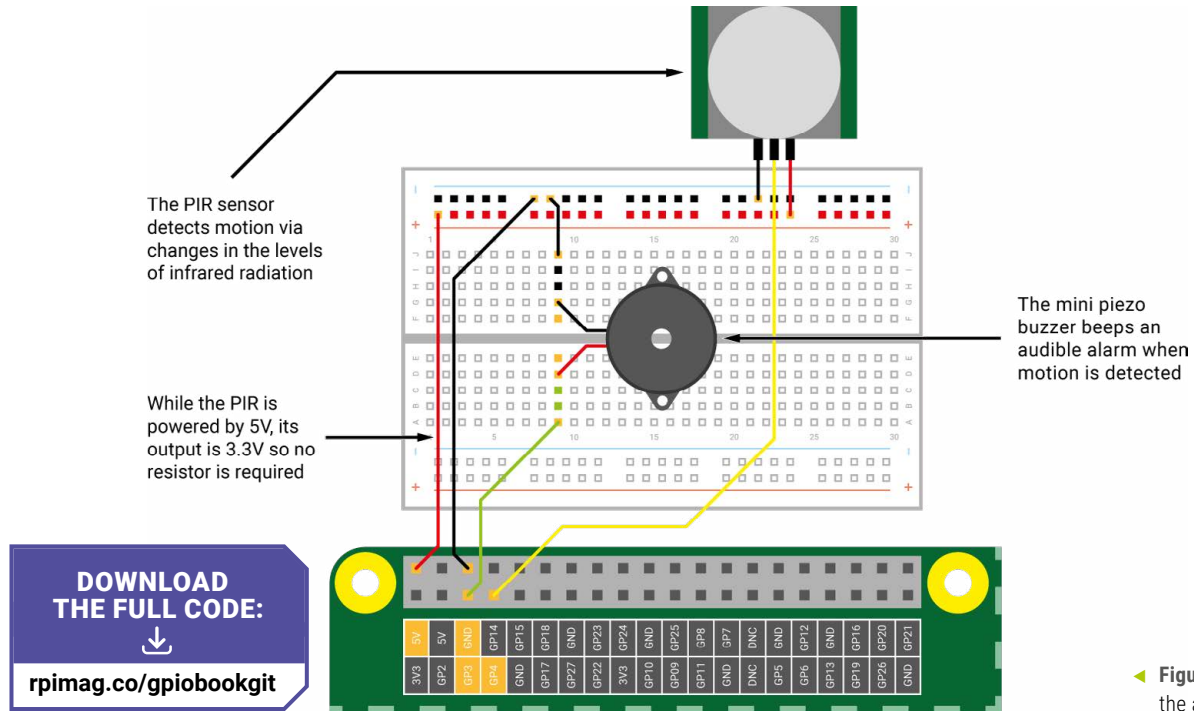 The PIR sensor
detects motion via
changes in the levels
of infrared radiation
While the PIR is
powered by 5V, its
output is 3.3V so no
resistor is required
The mini piezo
buzzer beeps an
audible alarm when
motion is detected
−
−
+
+
1 10 15 20 25 30
J
I
H
G
F
E
D
C
B
A
5 10 15 20 25 30
−
−
+
+
5V 5V GND GP14 GP15 GP18 GND GP23 GP24 GND GP25 GP8 GP7 DNC GND GP12 GND GP16 GP20 GP21
3V3 GP2 GP3 GP4 GND GP17 GP27 GP22 3V3 GP10 GP09 GP11 GND DNC GP5 GP6 GP13 GP19 GP26 GND
DOWNLOAD
THE FULL CODE:
rpimag.co/gpiobookgit
Figu
the a